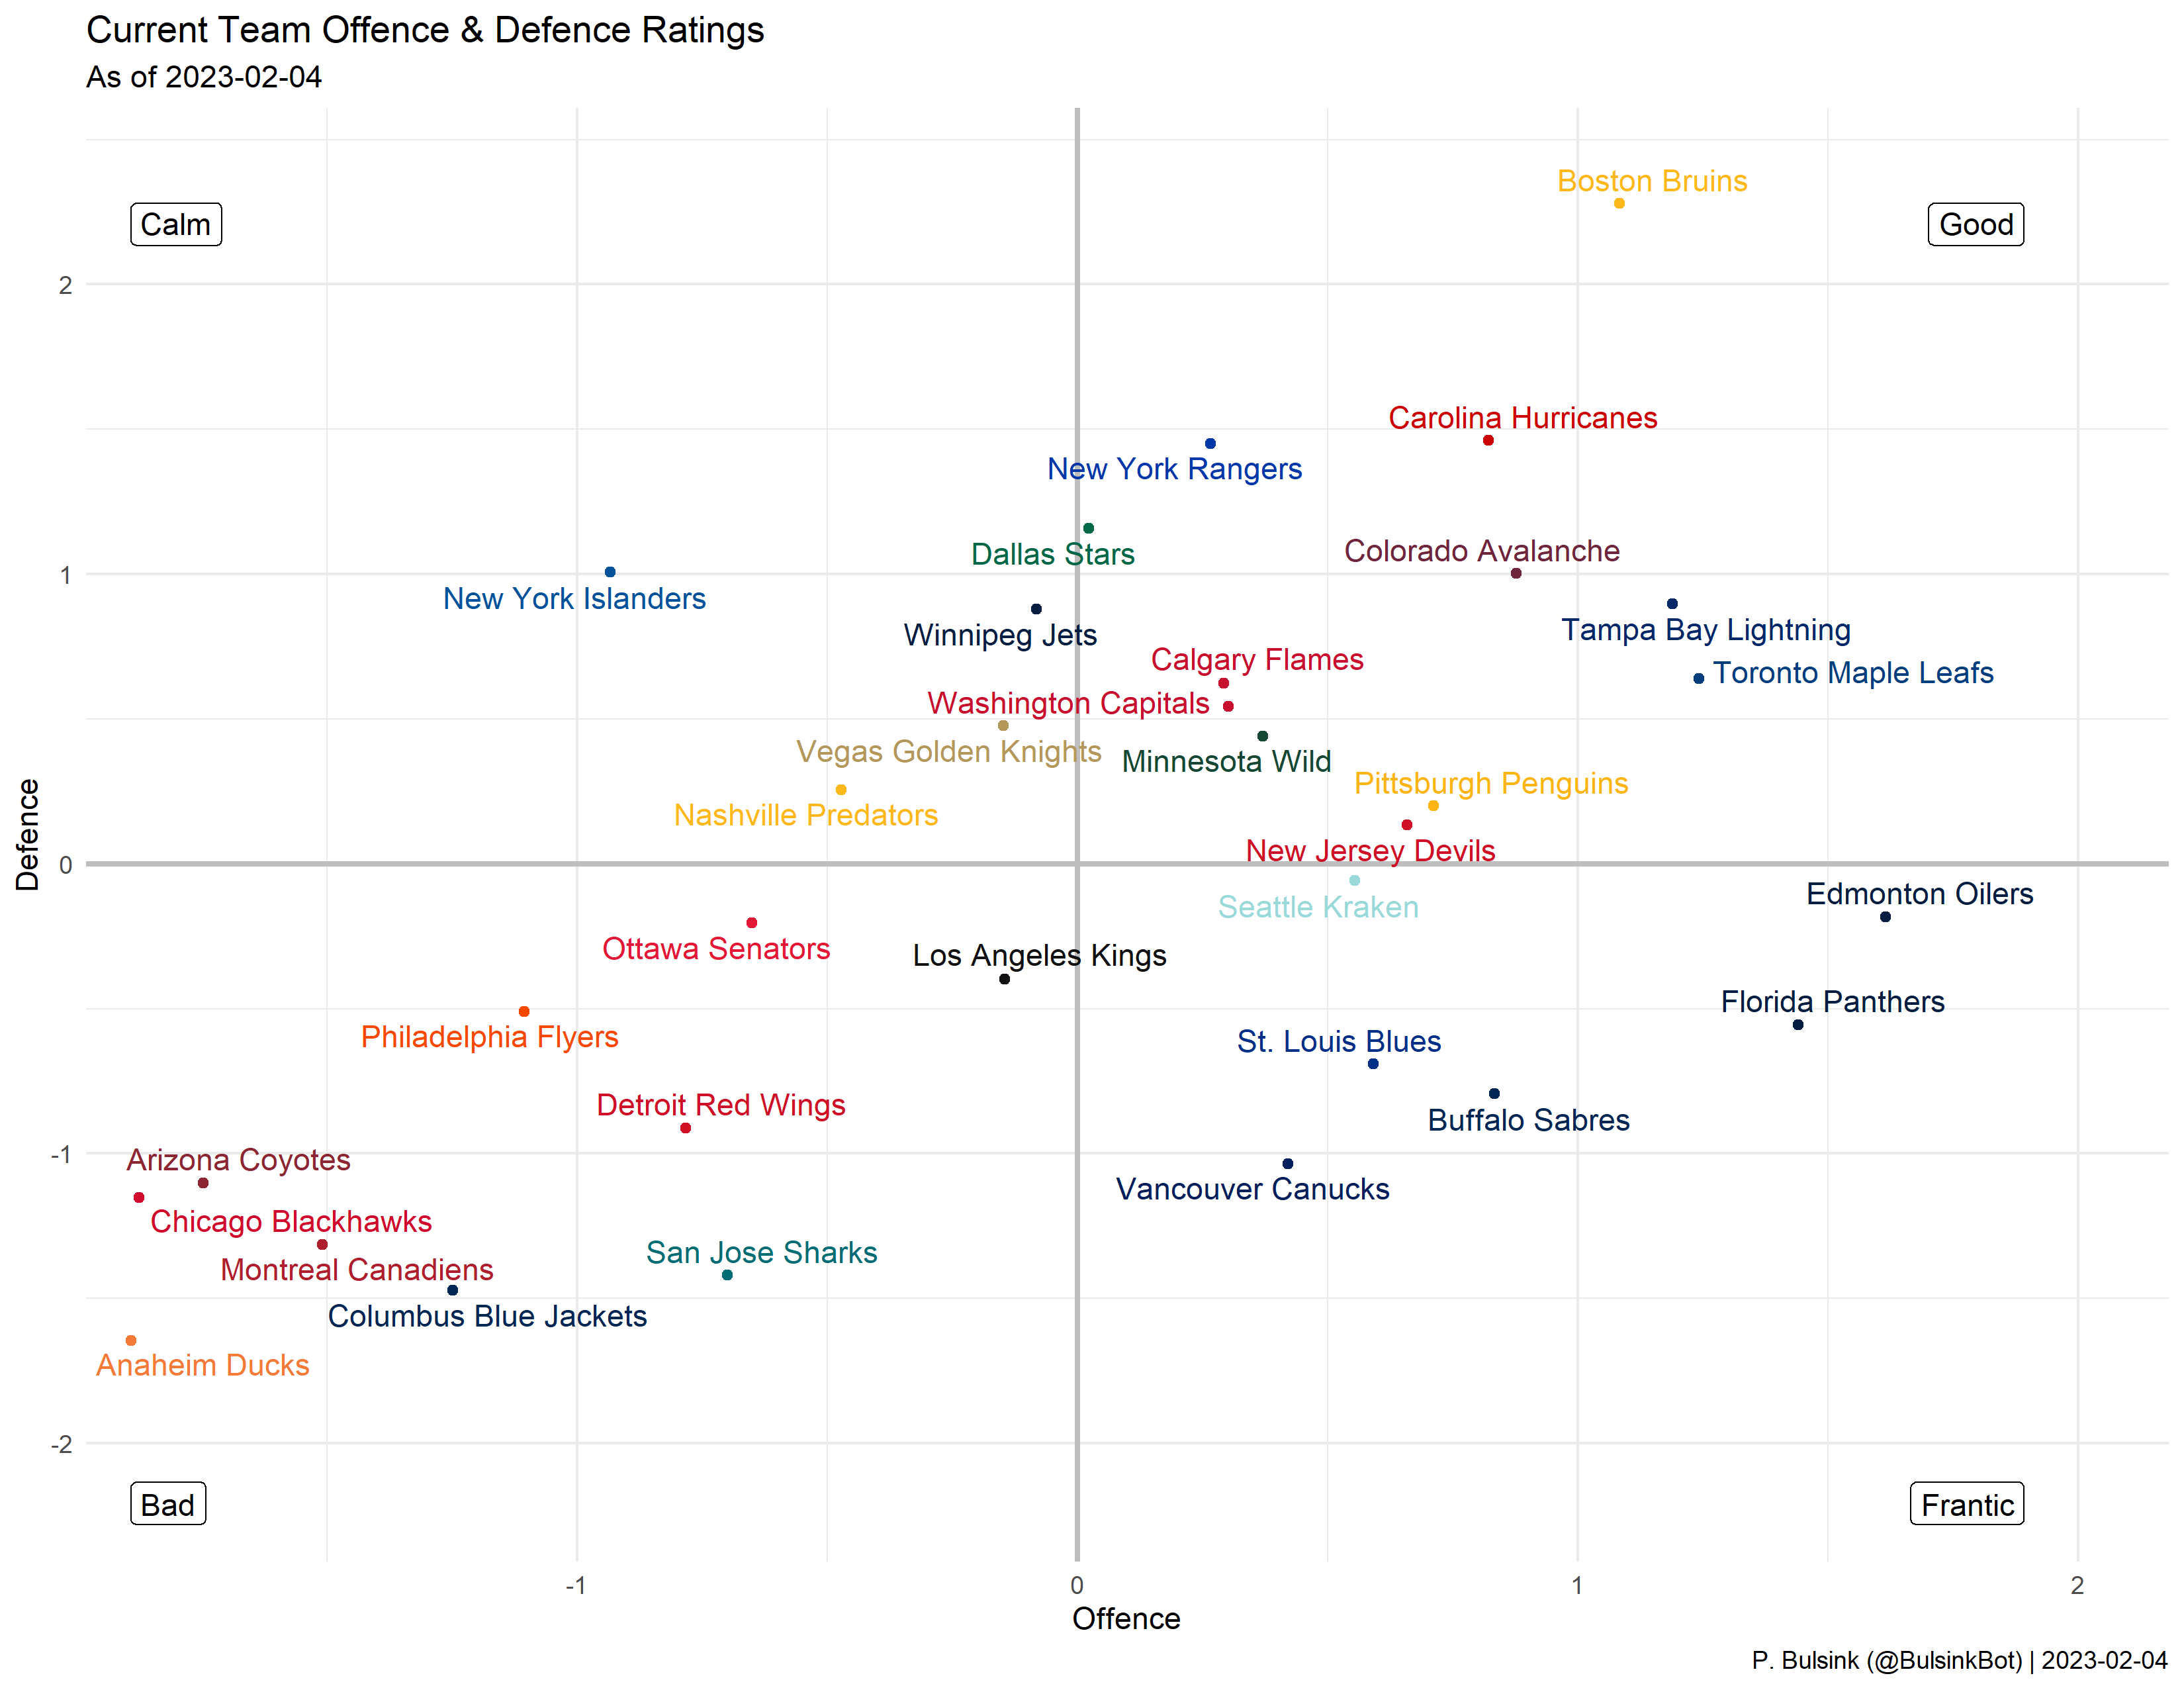 Current Team Offence & Defence Ratings
As of 2023-02-04
Boston Bruins
Calm
Good
2
Carolina Hurricanes
New York Rangers
Dallas Stars
Colorado Avalanche
1
New York Islanders
Winnipeg Jets
Tampa Bay Lightning
Calgary Flames
Toronto Maple Leafs
Washington Capitals
Vegas Golden Knights
Minnesota Wild
Pittsburgh Penguins
Nashville Predators
Defence
New Jersey Devils
0
Edmonton Oilers
Seattle Kraken
Ottawa Senators
Los Angeles Kings
Florida Panthers
Philadelphia Flyers
St. Louis Blues
Detroit Red Wings
Buffalo Sabres
-1
Arizona Coyotes
Vancouver Canucks
Chicago Blackhawks
San Jose Sharks
Montreal Canadiens
Columbus Blue Jackets
Anaheim Ducks
-2
Bad
Frantic
-1
0
1
2
Offence
P. Bulsink (@BulsinkBot) | 2023-02-04